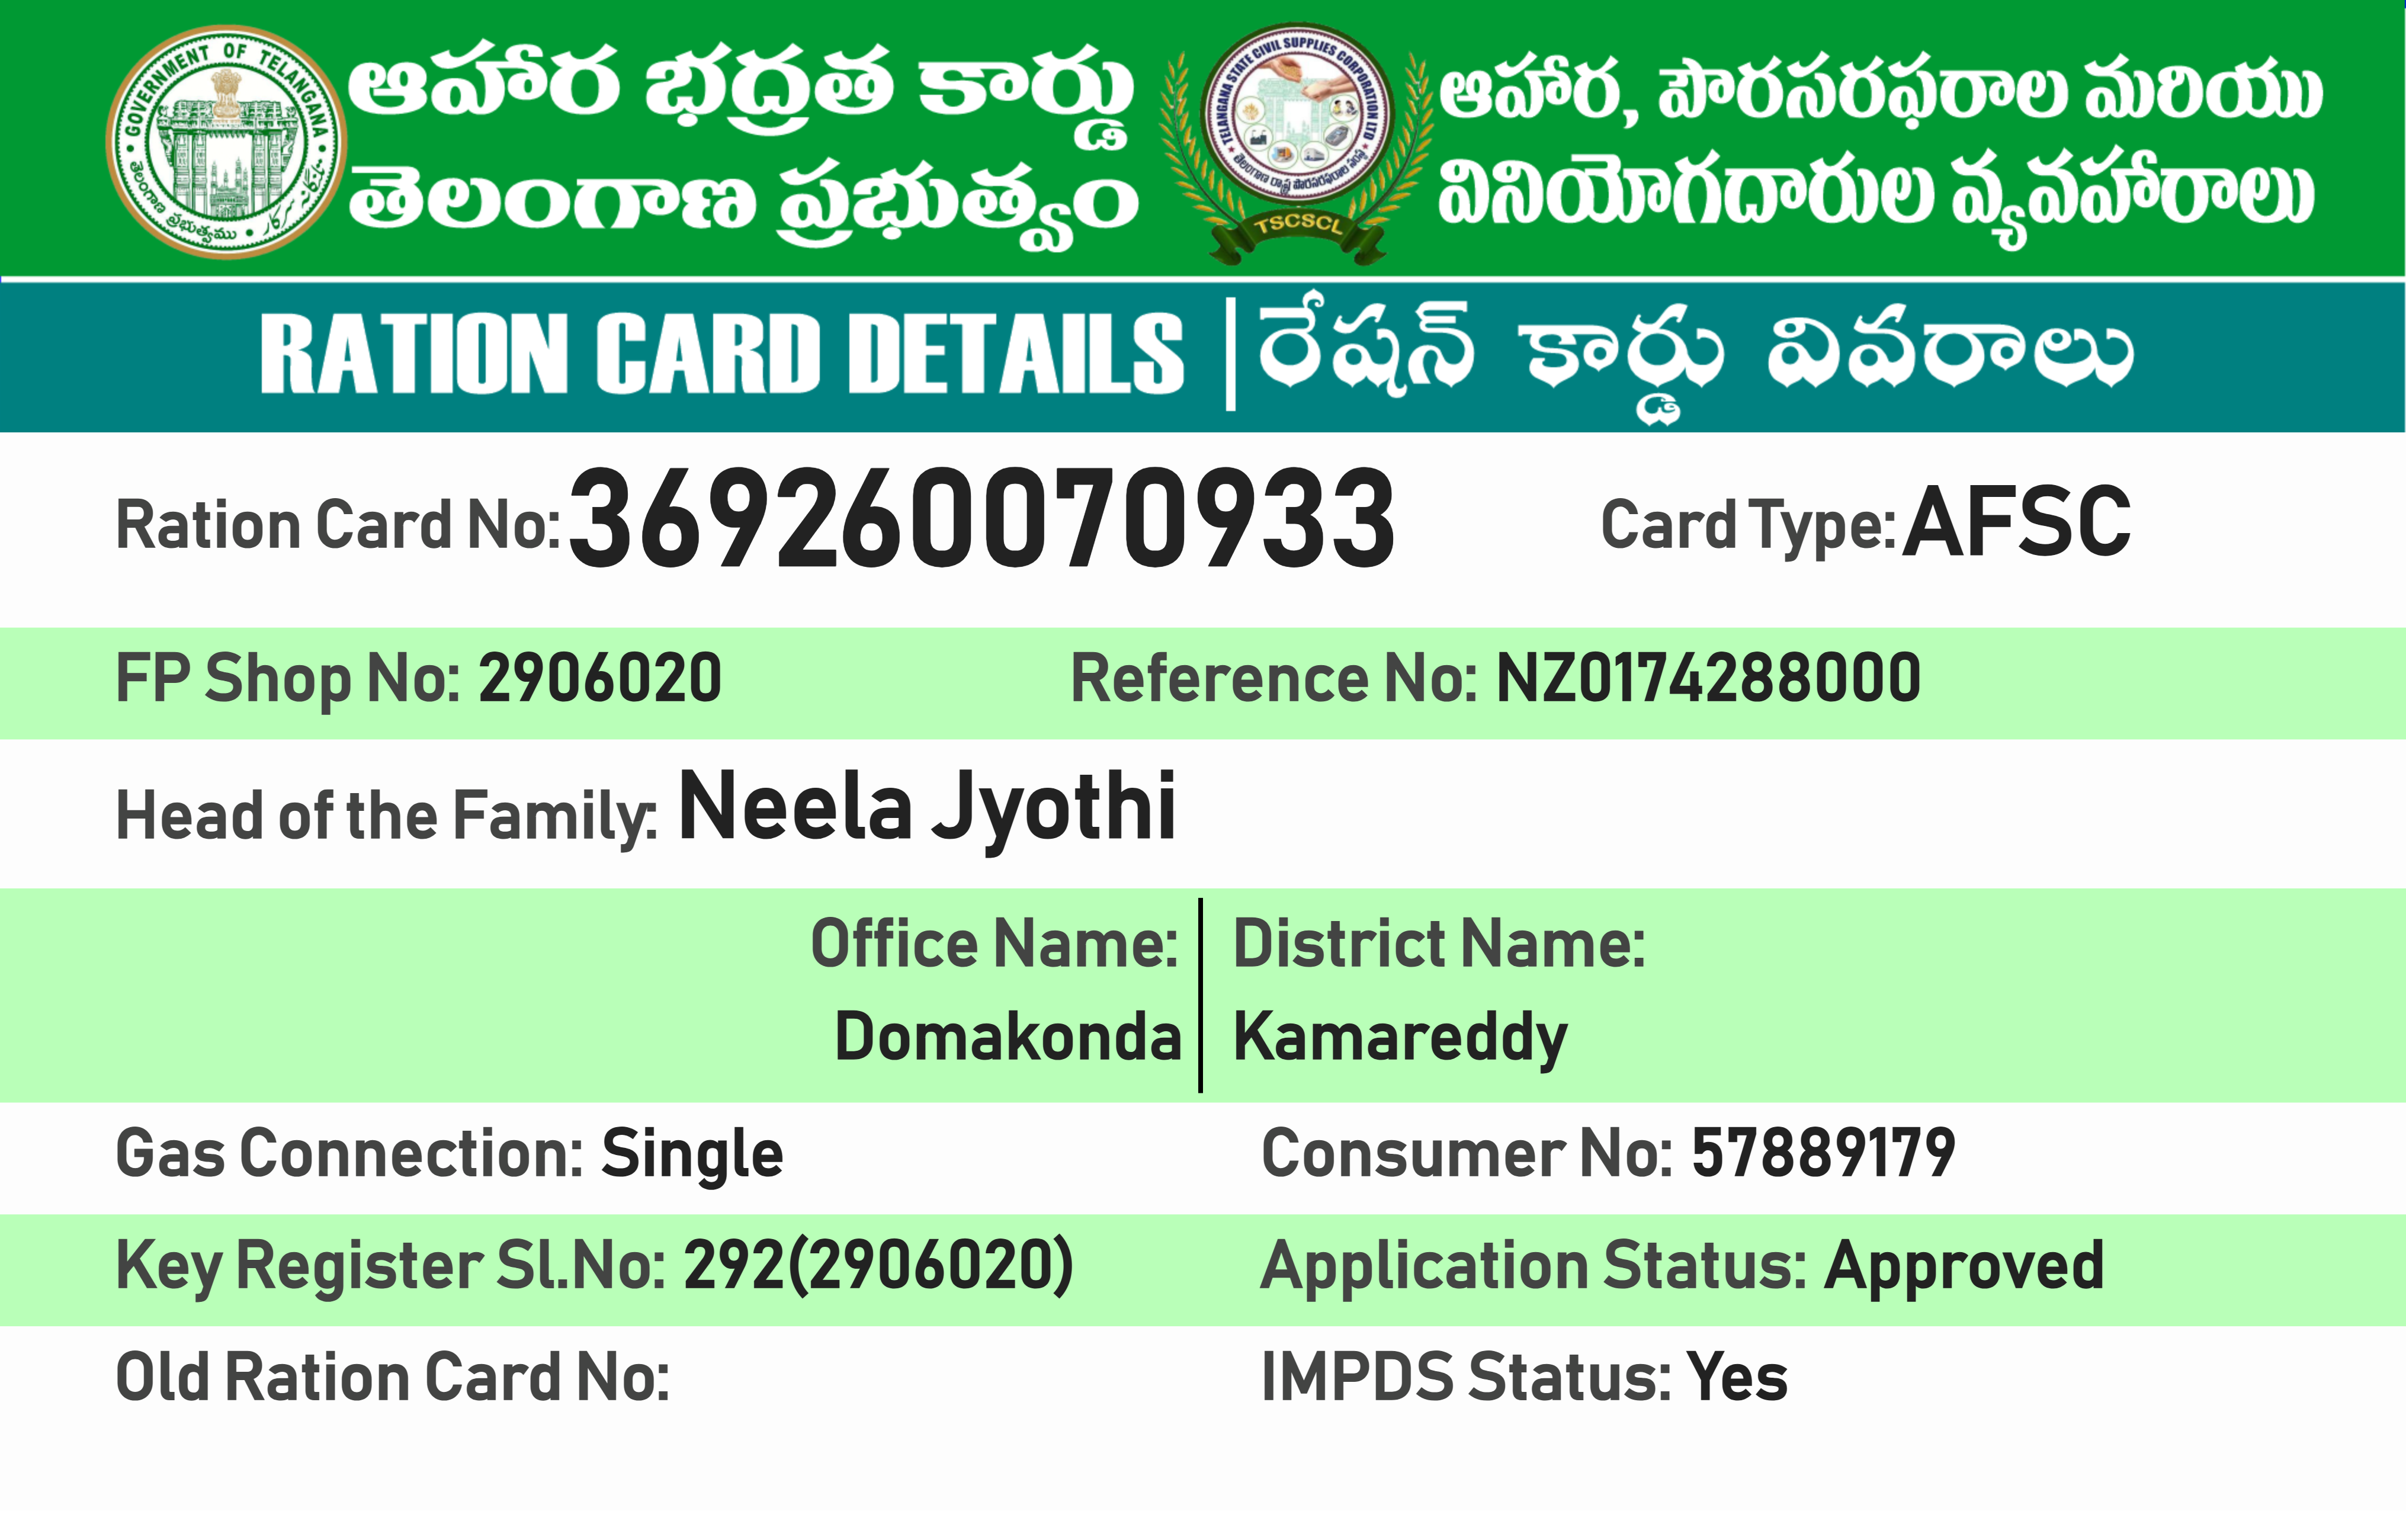 GOVERNMENT OF TELANGANA
తెలంగాణ ప్రభుత్వము
ఆహార భద్రత కార్డు
తెలంగాణ ప్రభుత్వం
TELANGANA STATE CIVIL SUPPLIES CORPORATION LTD
తెలంగాణ రాష్ట్ర పౌరసరఫరాల సంస్థ
TSCSCL
ఆహార, పౌరసరఫరాల మరియు
వినియోగదారుల వ్యవహారాలు
RATION CARD DETAILS | రేషన్ కార్డు వివరాలు
Ration Card No: 369260070933 Card Type: AFSC
FP Shop No: 2906020 Reference No: NZ0174288000
Head of the Family: Neela Jyothi
Office Name: District Name:
Domakonda Kamareddy
Gas Connection: Single Consumer No: 57889179
Key Register Sl.No: 292(2906020) Application Status: Approved
Old Ration Card No: IMPDS Status: Yes